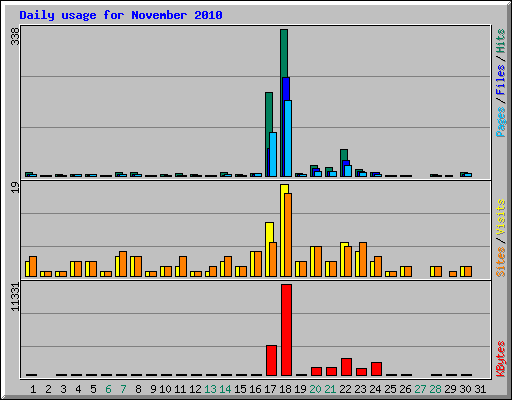 Daily usage for November 2010
338
Pages / Files / Hits
19
Sites / Visits
11331
KBytes
1 2 3 4 5 6 7 8 9 10 11 12 13 14 15 16 17 18 19 20 21 22 23 24 25 26 27 28 29 30 31